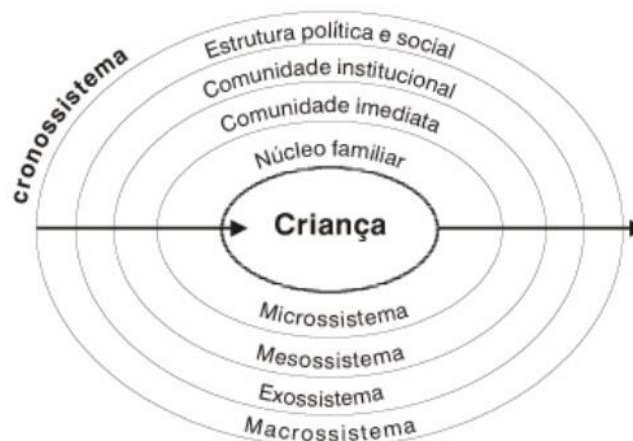 cronossistema
Estrutura política e social
Comunidade institucional
Comunidade imediata
Núcleo familiar
Criança
Microssistema
Mesossistema
Exossistema
Macrossistema